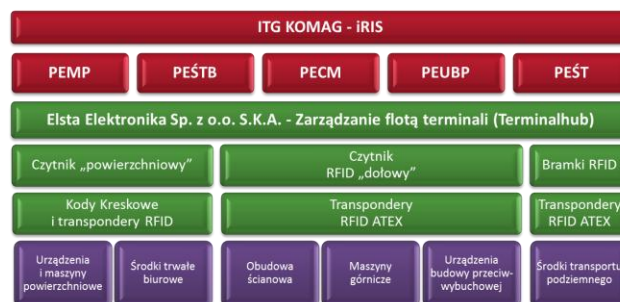 ITG KOMAG - iRIS
PEMP
PEŚTB
PECM
PEUBP
PEŚT
Elsta Elektronika Sp. z o.o. S.K.A. - Zarządzanie flotą terminali (Terminalhub)
Czytnik „powierzchniowy”
Czytnik
RFID „dołowy”
Bramki RFID
Kody Kreskowe
i transpondery RFID
Transpondery
RFID ATEX
Transpondery
RFID ATEX
Urządzenia
i maszyny
powierzchniowe
Środki trwałe
biurowe
Obudowa
ścianowa
Maszyny
górnicze
Urządzenia
budowy przeciw-
wybuchowej
Środki transportu
podziemnego